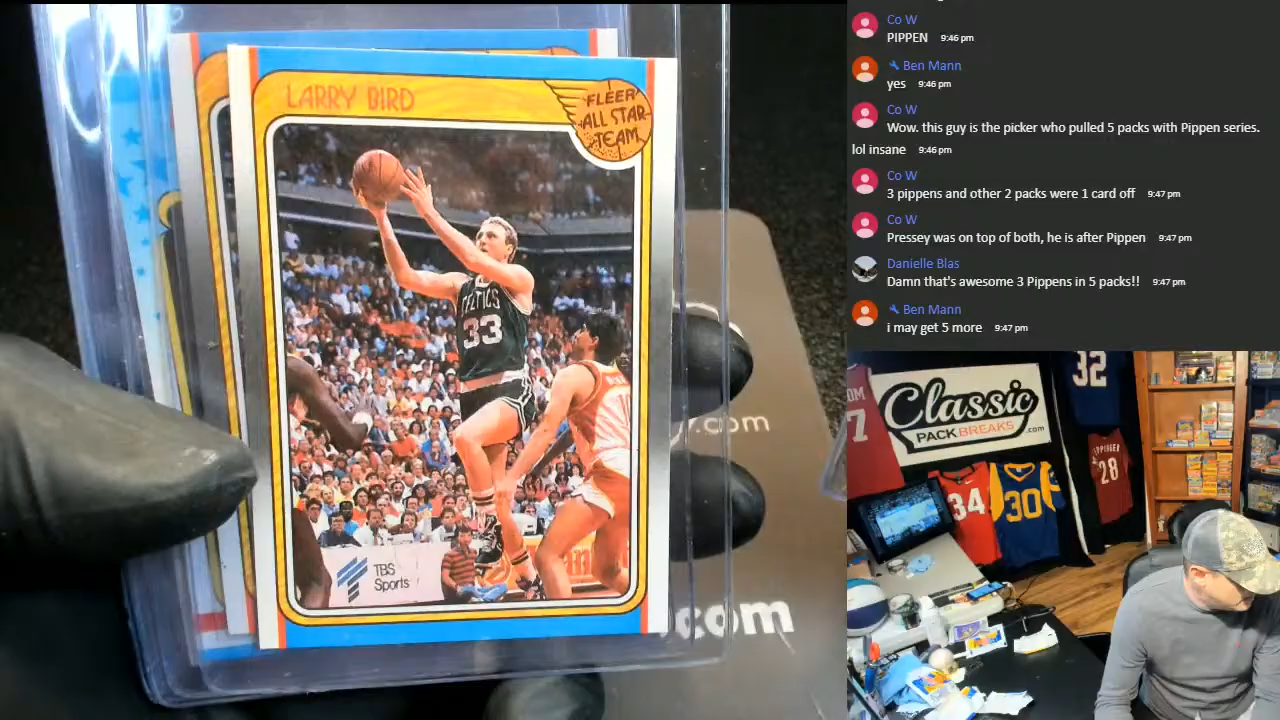 LARRY BIRD
FLEER
ALL STAR
TEAM
CELTICS
33
TBS
Sports
.com
.com
Co W
PIPPEN 9:46 pm
Ben Mann
yes 9:46 pm
Co W
Wow. this guy is the picker who pulled 5 packs with Pippen series.
lol insane 9:46 pm
Co W
3 pippens and other 2 packs were 1 card off 9:47 pm
Co W
Pressey was on top of both, he is after Pippen 9:47 pm
Danielle Blas
Damn that's awesome 3 Pippens in 5 packs!! 9:47 pm
Ben Mann
i may get 5 more 9:47 pm
32
7
Classic
PACKBREAKS.com
28
34
30